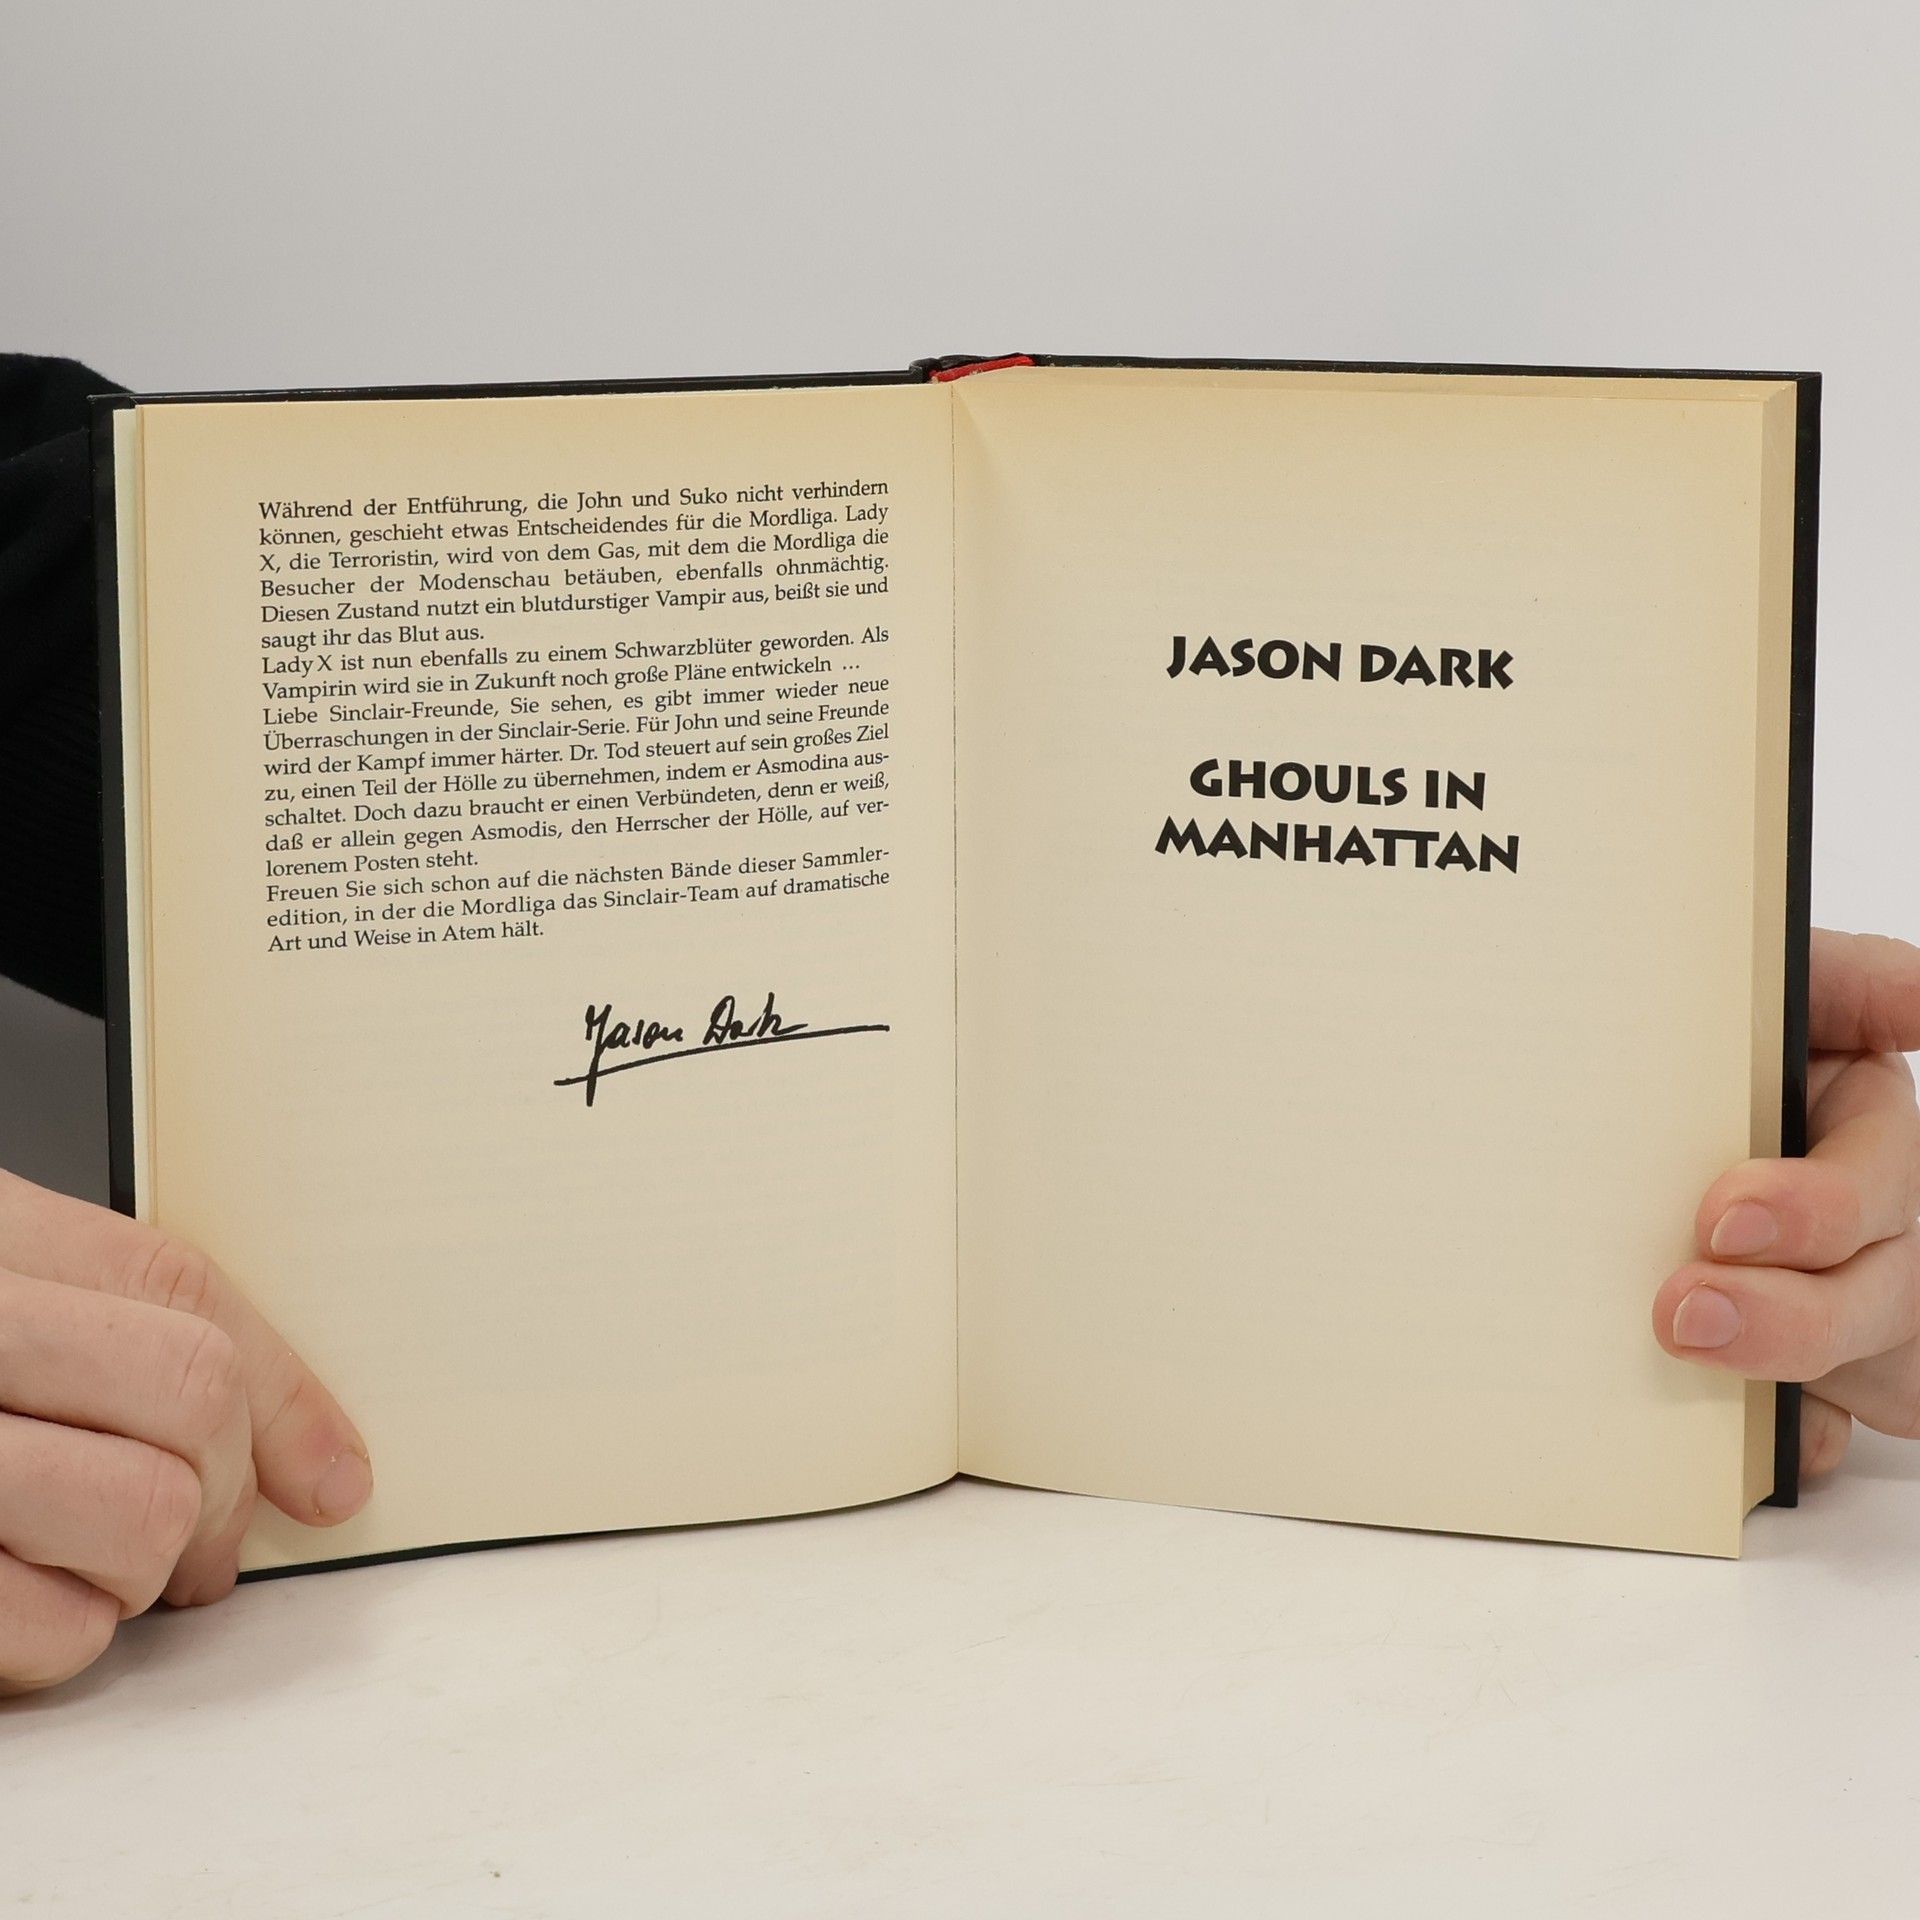 Während der Entführung, die John und Suko nicht verhindern
können, geschieht etwas Entscheidendes für die Mordliga. Lady
X, die Terroristin, wird von dem Gas, mit dem die Mordliga die
Besucher der Modenschau betäuben, ebenfalls ohnmächtig.
Diesen Zustand nutzt ein blutdurstiger Vampir aus, beißt sie und
saugt ihr das Blut aus.
Lady X ist nun ebenfalls zu einem Schwarzblüter geworden. Als
Vampirin wird sie in Zukunft noch große Pläne entwickeln ...
Liebe Sinclair-Freunde, Sie sehen, es gibt immer wieder neue
Überraschungen in der Sinclair-Serie. Für John und seine Freunde
wird der Kampf immer härter. Dr. Tod steuert auf sein großes Ziel
zu, einen Teil der Hölle zu übernehmen, indem er Asmodina aus-
schaltet. Doch dazu braucht er einen Verbündeten, denn er weiß,
daß er allein gegen Asmodis, den Herrscher der Hölle, auf ver-
lorenem Posten steht.
Freuen Sie sich schon auf die nächsten Bände dieser Sammler-
edition, in der die Mordliga das Sinclair-Team auf dramatische
Art und Weise in Atem hält.
Jason Dark
JASON DARK
GHOULS IN
MANHATTAN